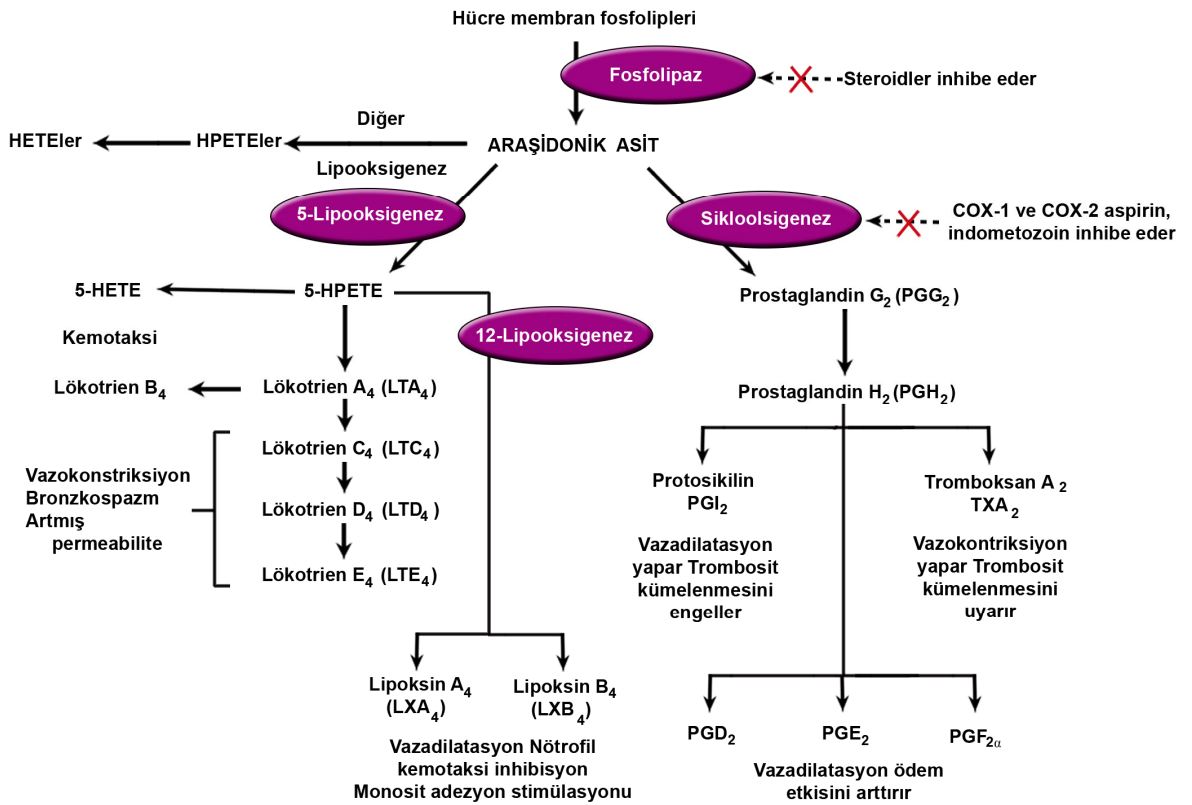 Hücre membran fosfolipleri
Fosfolipaz
Steroidler inhibe eder
Diğer
HETEler
HPETEler
ARAŞİDONİK ASİT
Lipooksigenez
5-Lipooksigenez
Sikloolsigenez
COX-1 ve COX-2 aspirin,
indometozoin inhibe eder
5-HETE
5-HPETE
Prostaglandin G₂ (PGG₂)
12-Lipooksigenez
Kemotaksi
Lökotrien B₄
Lökotrien A₄ (LTA₄)
Prostaglandin H₂ (PGH₂)
Lökotrien C₄ (LTC₄)
Vazokonstriksiyon
Bronzkospazm
Artmış
permeabilite
Lökotrien D₄ (LTD₄)
Lökotrien E₄ (LTE₄)
Protosikilin
PGI₂
Vazadilatasyon
yapar Trombosit
kümelenmesini
engeller
Tromboksan A₂
TXA₂
Vazokontriksiyon
yapar Trombosit
kümelenmesini
uyarır
Lipoksin A₄
(LXA₄)
Lipoksin B₄
(LXB₄)
Vazadilatasyon Nötrofil
kemotaksi inhibisyon
Monosit adezyon stimülasyonu
PGD₂
PGE₂
PGF₂α
Vazadilatasyon ödem
etkisini arttırır